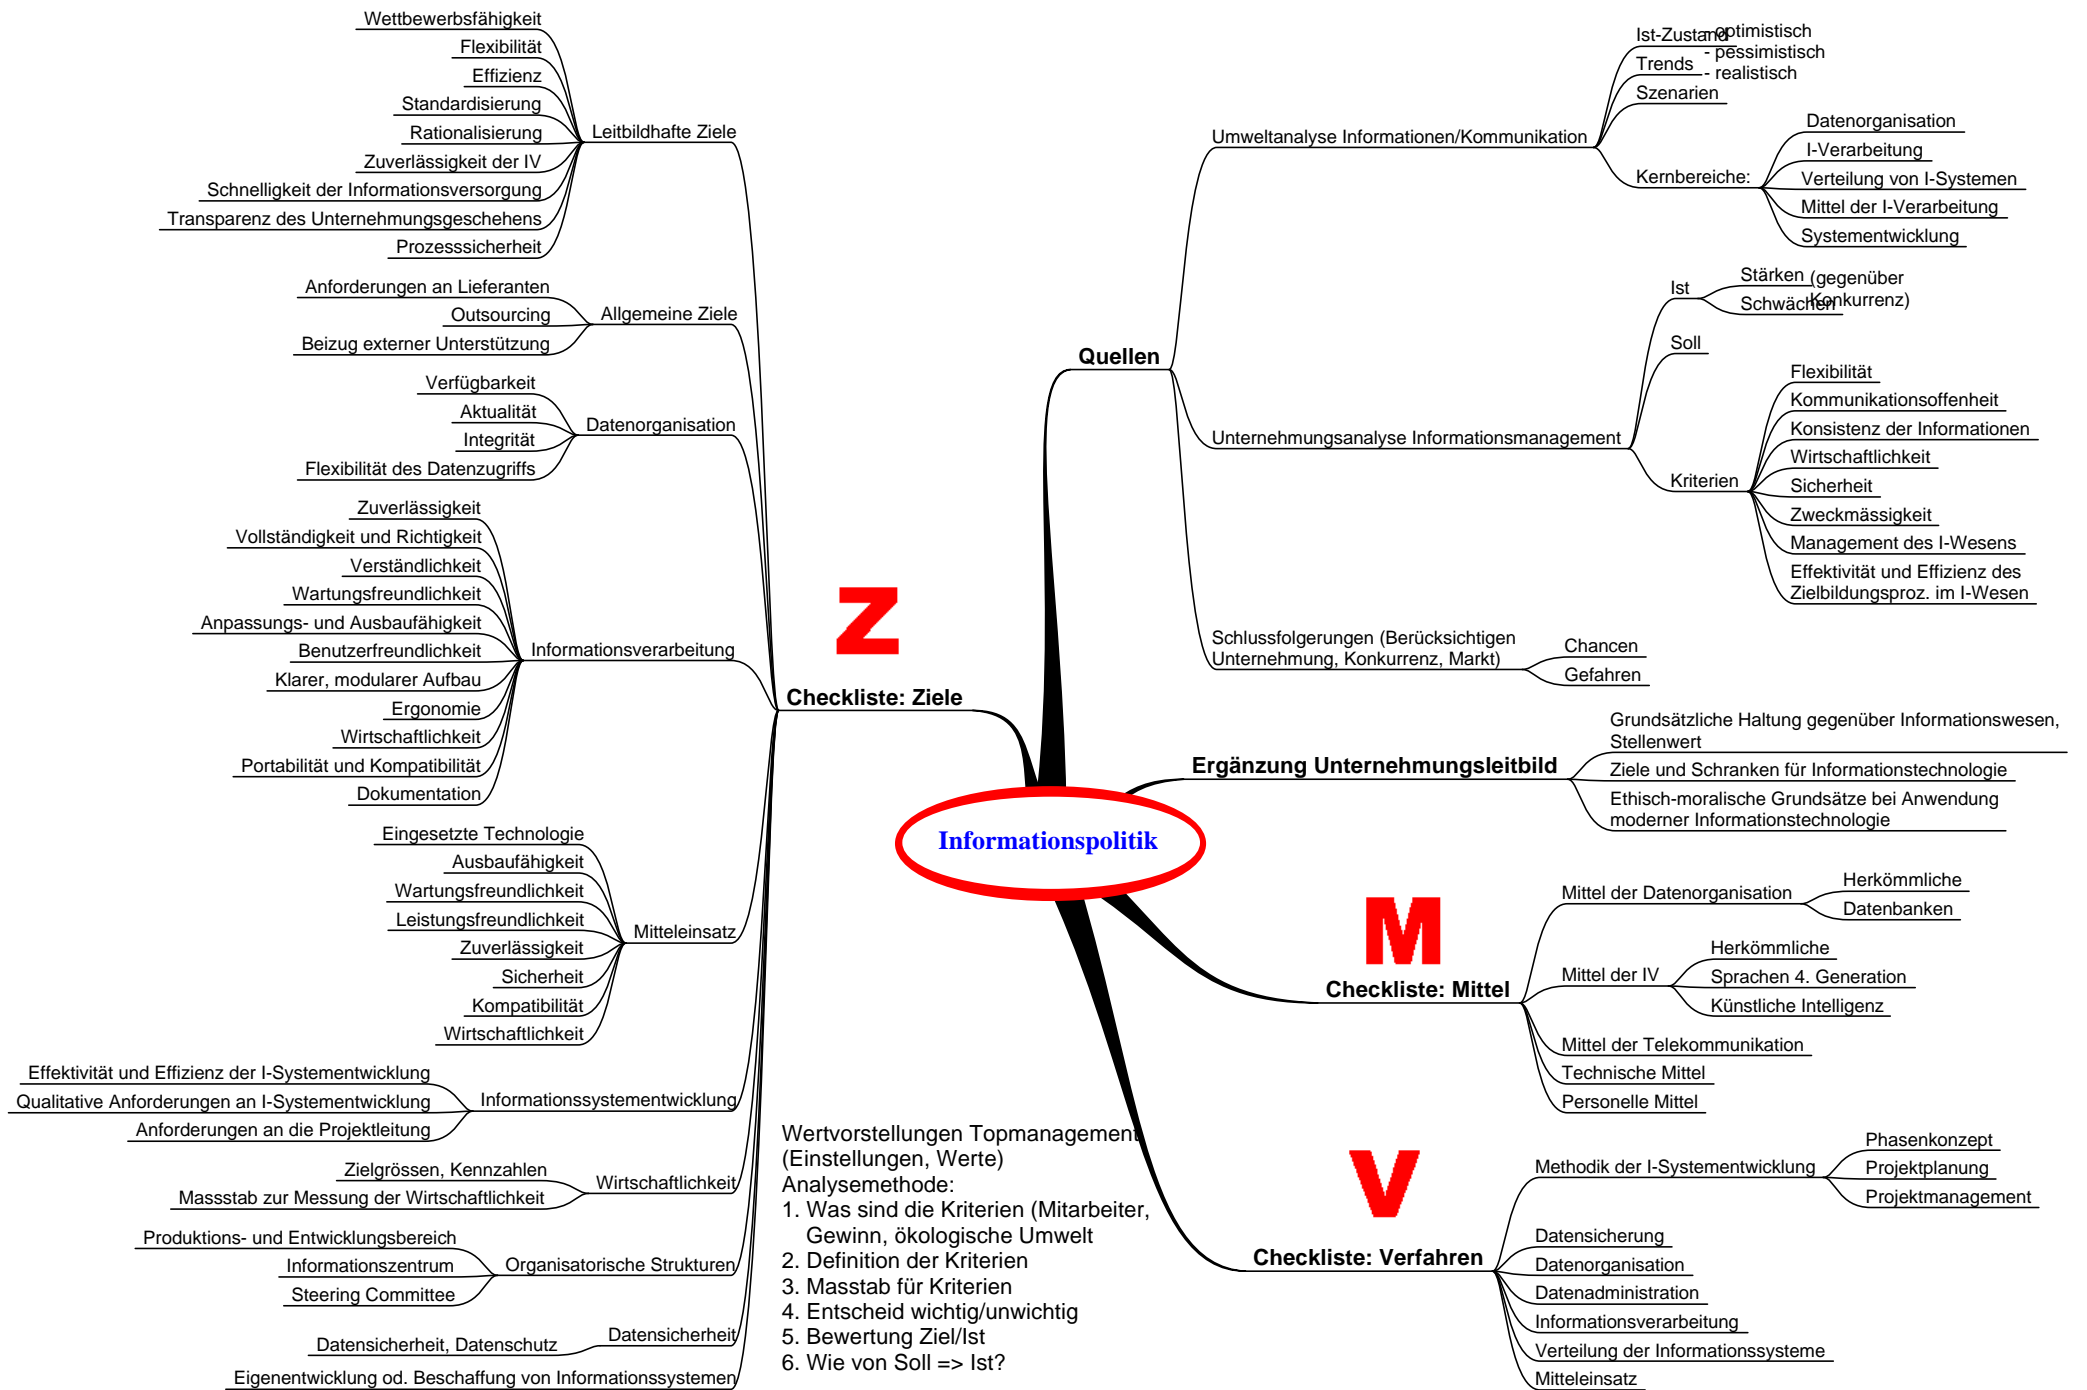 Wettbewerbsfähigkeit
Flexibilität
Effizienz
Standardisierung
Rationalisierung
Zuverlässigkeit der IV
Schnelligkeit der Informationsversorgung
Transparenz des Unternehmungsgeschehens
Prozesssicherheit
Leitbildhafte Ziele
Anforderungen an Lieferanten
Outsourcing
Beizug externer Unterstützung
Allgemeine Ziele
Verfügbarkeit
Aktualität
Integrität
Flexibilität des Datenzugriffs
Datenorganisation
Zuverlässigkeit
Vollständigkeit und Richtigkeit
Verständlichkeit
Wartungsfreundlichkeit
Anpassungs- und Ausbaufähigkeit
Benutzerfreundlichkeit
Klarer, modularer Aufbau
Ergonomie
Wirtschaftlichkeit
Portabilität und Kompatibilität
Dokumentation
Informationsverarbeitung
Eingesetzte Technologie
Ausbaufähigkeit
Wartungsfreundlichkeit
Leistungsfreundlichkeit
Zuverlässigkeit
Sicherheit
Kompatibilität
Wirtschaftlichkeit
Mitteleinsatz
Effektivität und Effizienz der I-Systementwicklung
Qualitative Anforderungen an I-Systementwicklung
Anforderungen an die Projektleitung
Informationssystementwicklung
Zielgrössen, Kennzahlen
Massstab zur Messung der Wirtschaftlichkeit
Wirtschaftlichkeit
Produktions- und Entwicklungsbereich
Informationszentrum
Steering Committee
Organisatorische Strukturen
Datensicherheit, Datenschutz
Datensicherheit
Eigenentwicklung od. Beschaffung von Informationssystemen
Z
Checkliste: Ziele
Informationspolitik
Wertvorstellungen Topmanagement
(Einstellungen, Werte)
Analysemethode:
1. Was sind die Kriterien (Mitarbeiter,
Gewinn, ökologische Umwelt
2. Definition der Kriterien
3. Masstab für Kriterien
4. Entscheid wichtig/unwichtig
5. Bewertung Ziel/Ist
6. Wie von Soll => Ist?
Quellen
Umweltanalyse Informationen/Kommunikation
Ist-Zustand
Trends
Szenarien
- optimistisch
- pessimistisch
- realistisch
Kernbereiche:
Datenorganisation
I-Verarbeitung
Verteilung von I-Systemen
Mittel der I-Verarbeitung
Systementwicklung
Unternehmungsanalyse Informationsmanagement
Ist
Stärken
Schwächen
(gegenüber
Konkurrenz)
Soll
Kriterien
Flexibilität
Kommunikationsoffenheit
Konsistenz der Informationen
Wirtschaftlichkeit
Sicherheit
Zweckmässigkeit
Management des I-Wesens
Effektivität und Effizienz des
Zielbildungsproz. im I-Wesen
Schlussfolgerungen (Berücksichtigen
Unternehmung, Konkurrenz, Markt)
Chancen
Gefahren
Ergänzung Unternehmungsleitbild
Grundsätzliche Haltung gegenüber Informationswesen,
Stellenwert
Ziele und Schranken für Informationstechnologie
Ethisch-moralische Grundsätze bei Anwendung
moderner Informationstechnologie
M
Checkliste: Mittel
Mittel der Datenorganisation
Herkömmliche
Datenbanken
Mittel der IV
Herkömmliche
Sprachen 4. Generation
Künstliche Intelligenz
Mittel der Telekommunikation
Technische Mittel
Personelle Mittel
V
Checkliste: Verfahren
Methodik der I-Systementwicklung
Phasenkonzept
Projektplanung
Projektmanagement
Datensicherung
Datenorganisation
Datenadministration
Informationsverarbeitung
Verteilung der Informationssysteme
Mitteleinsatz